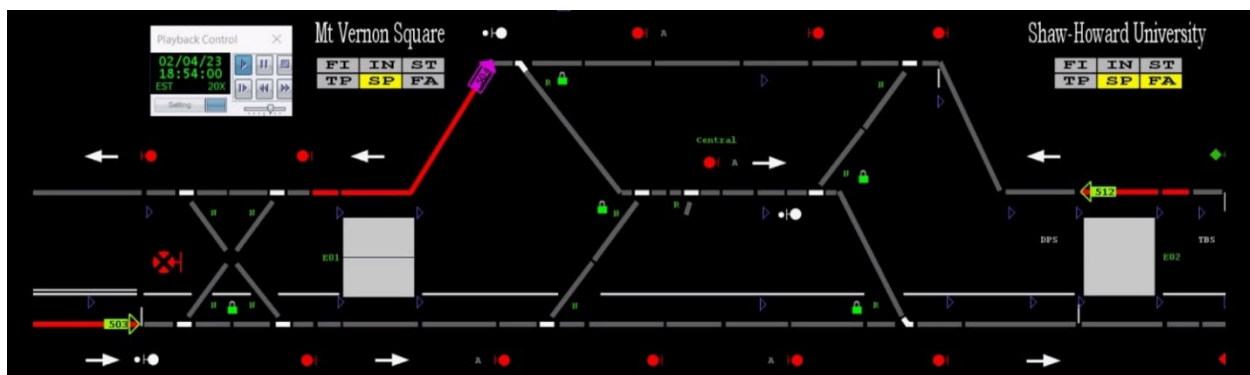 Playback Control
02/04/23
18:54:00
EST 20X
Setting
Mt Vernon Square
FI IN ST
TP SP FA
A
Shaw-Howard University
FI IN ST
TP SP FA
R
N
Central
A
N
N N
N
R
512
E01
DPS
TBS
E02
N N
N
R
503
A
A